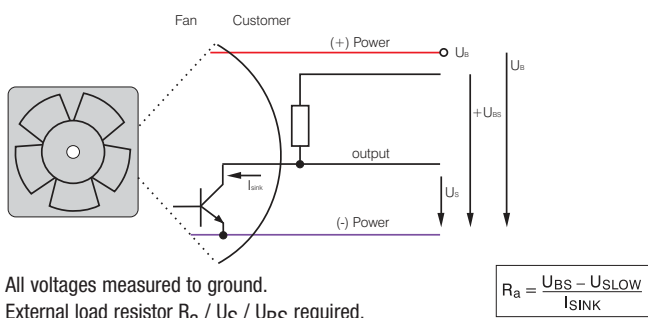 Fan Customer
(+) Power
UB
UB
+UBS
output
Isink
US
(-) Power
All voltages measured to ground.
External load resistor Ra / US / UBS required.
Ra = UBS – USLOW / ISINK